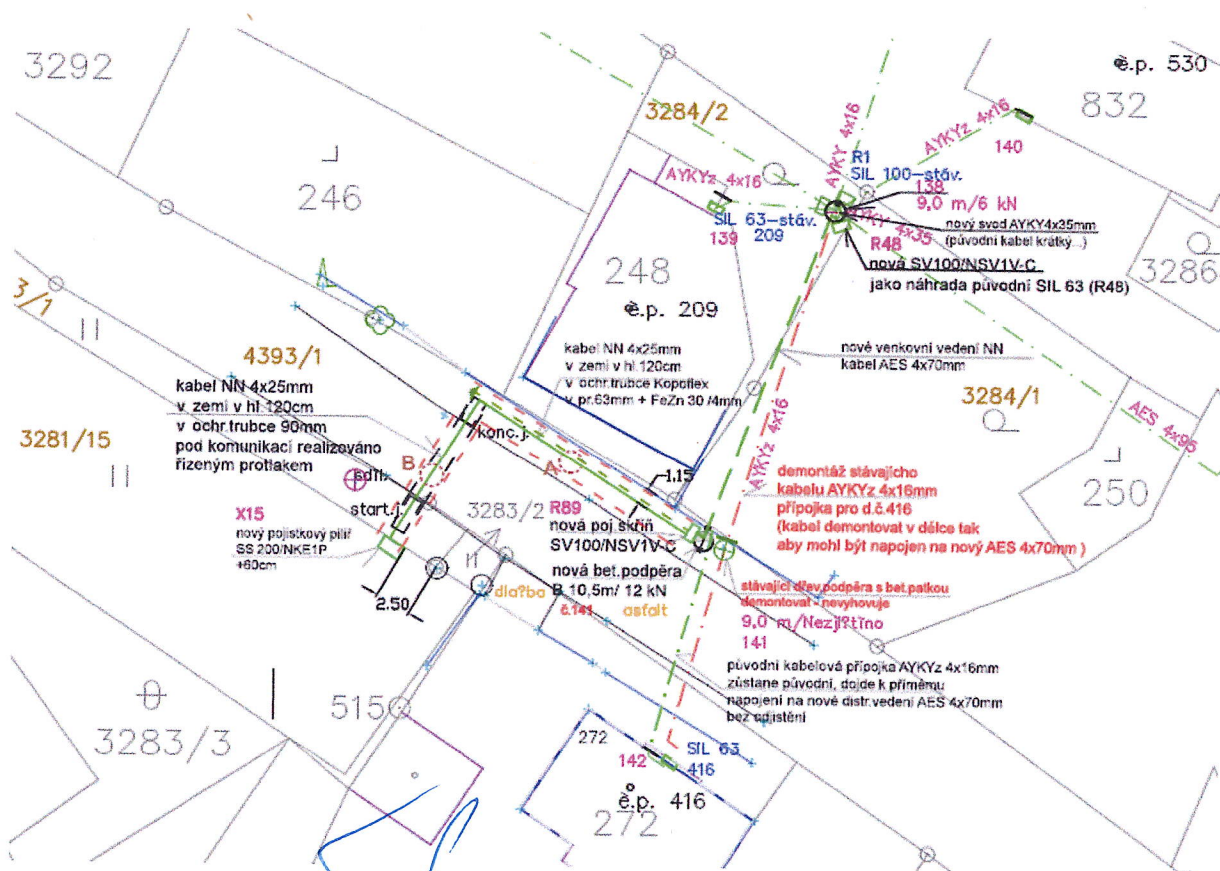 3292
246
3284/2
AYKY 4x16
AYKYz 4x16
140
è.p. 530
832
AYKYz 4x16
SIL 63-stáv.
209
139
R1
SIL 100-stáv.
138
9,0 m/6 kN
nový svod AYKY4x35mm
(původní kabel krátký...)
4x35
R48
nová SV100/NSV1V-C
jako náhrada původní SIL 63 (R48)
3286
248
è.p. 209
kabel NN 4x25mm
v zemi v hl.120cm
v ochr.trubce Kopoflex
v pr.63mm + FeZn 30 /4mm
nové venkovní vedení NN
kabel AES 4x70mm
3284/1
AES 4x95
250
3/1
4393/1
kabel NN 4x25mm
v zemi v hl.120cm
v ochr.trubce 90mm
pod komunikací realizováno
řízeným protlakem
3281/15
konc.j.
B
A
1.15
AYKYz 4x16
demontáž stávajícho
kabelu AYKYz 4x16mm
přípojka pro d.č.416
(kabel demontovat v délce tak
aby mohl být napojen na nový AES 4x70mm )
start.j.
X15
nový pojistkový pilíř
SS 200/NKE1P
+60cm
2.50
3283/2
R89
nová poj.skříň
SV100/NSV1V-C
nová bet.podpěra
B 10,5m/ 12 kN
č.141
dla?ba
asfalt
stávající dřev.podpěra s bet.patkou
demontovat - nevyhovuje
9,0 m/Nezji?tìno
141
původní kabelová přípojka AYKYz 4x16mm
zůstane původní, dojde k přímému
napojení na nové distr.vedení AES 4x70mm
bez odjistění
515
3283/3
272
142
SIL 63
416
è.p. 416
272